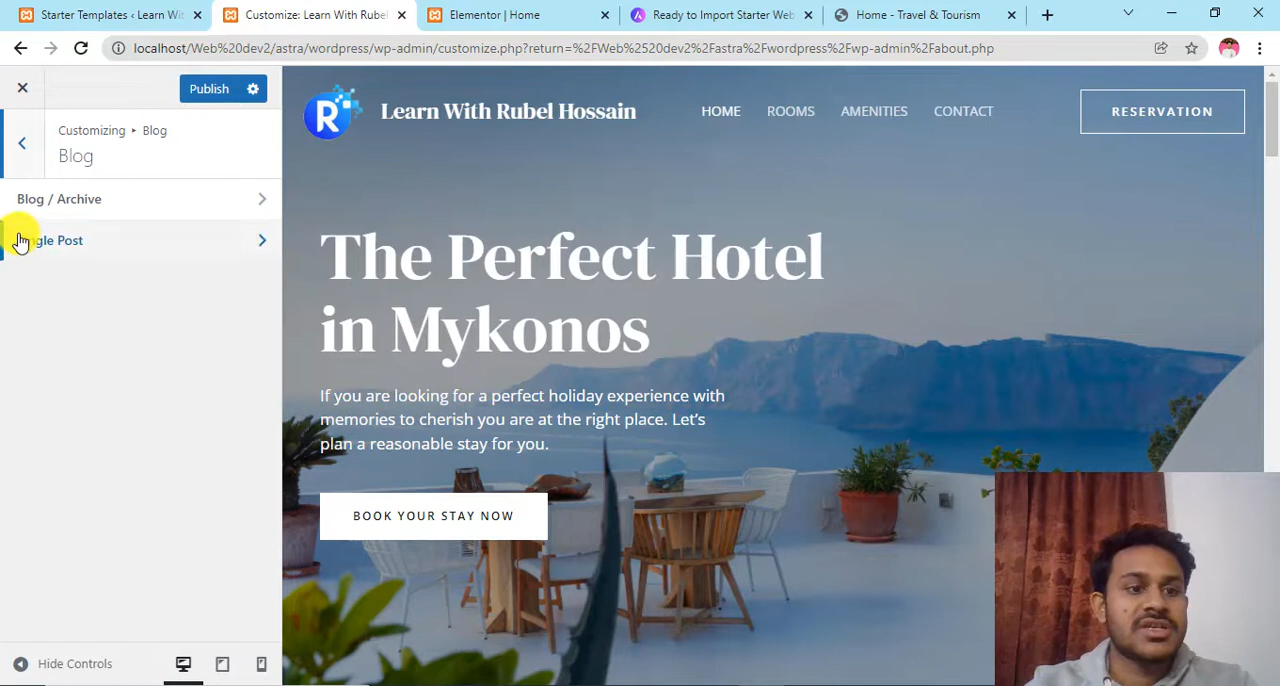 Starter Templates ‹ Learn Wit
Customize: Learn With Rubel
Elementor | Home
Ready to Import Starter Web
Home - Travel & Tourism
localhost/Web%20dev2/astra/wordpress/wp-admin/customize.php?return=%2FWeb%2520dev2%2Fastra%2Fwordpress%2Fwp-admin%2Fabout.php
Publish
Customizing ▸ Blog
Blog
Blog / Archive
gle Post
Hide Controls
R
Learn With Rubel Hossain
HOME
ROOMS
AMENITIES
CONTACT
RESERVATION
The Perfect Hotel
in Mykonos
If you are looking for a perfect holiday experience with
memories to cherish you are at the right place. Let's
plan a reasonable stay for you.
BOOK YOUR STAY NOW